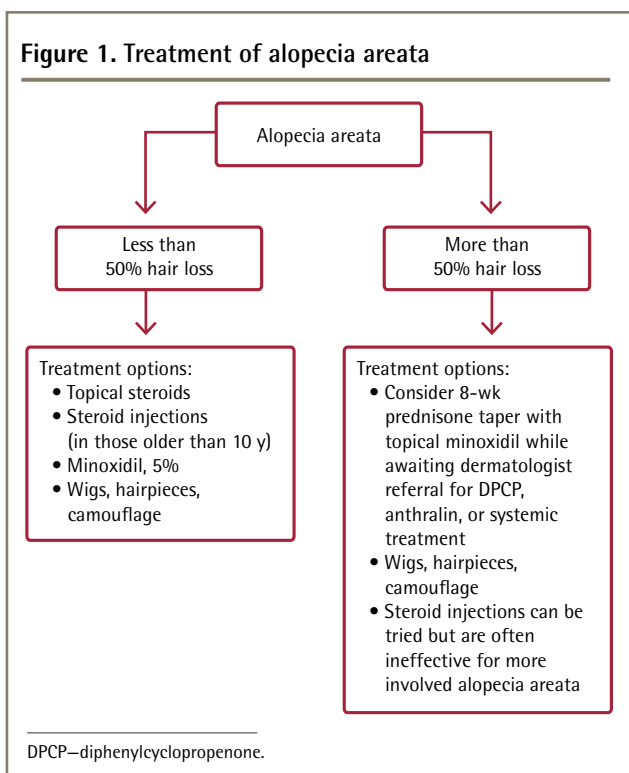 Figure 1. Treatment of alopecia areata
Alopecia areata
Less than
50% hair loss
More than
50% hair loss
Treatment options:
• Topical steroids
• Steroid injections
(in those older than 10 y)
• Minoxidil, 5%
• Wigs, hairpieces,
camouflage
Treatment options:
• Consider 8-wk
prednisone taper with
topical minoxidil while
awaiting dermatologist
referral for DPCP,
anthralin, or systemic
treatment
• Wigs, hairpieces,
camouflage
• Steroid injections can be
tried but are often
ineffective for more
involved alopecia areata
DPCP—diphenylcyclopropenone.